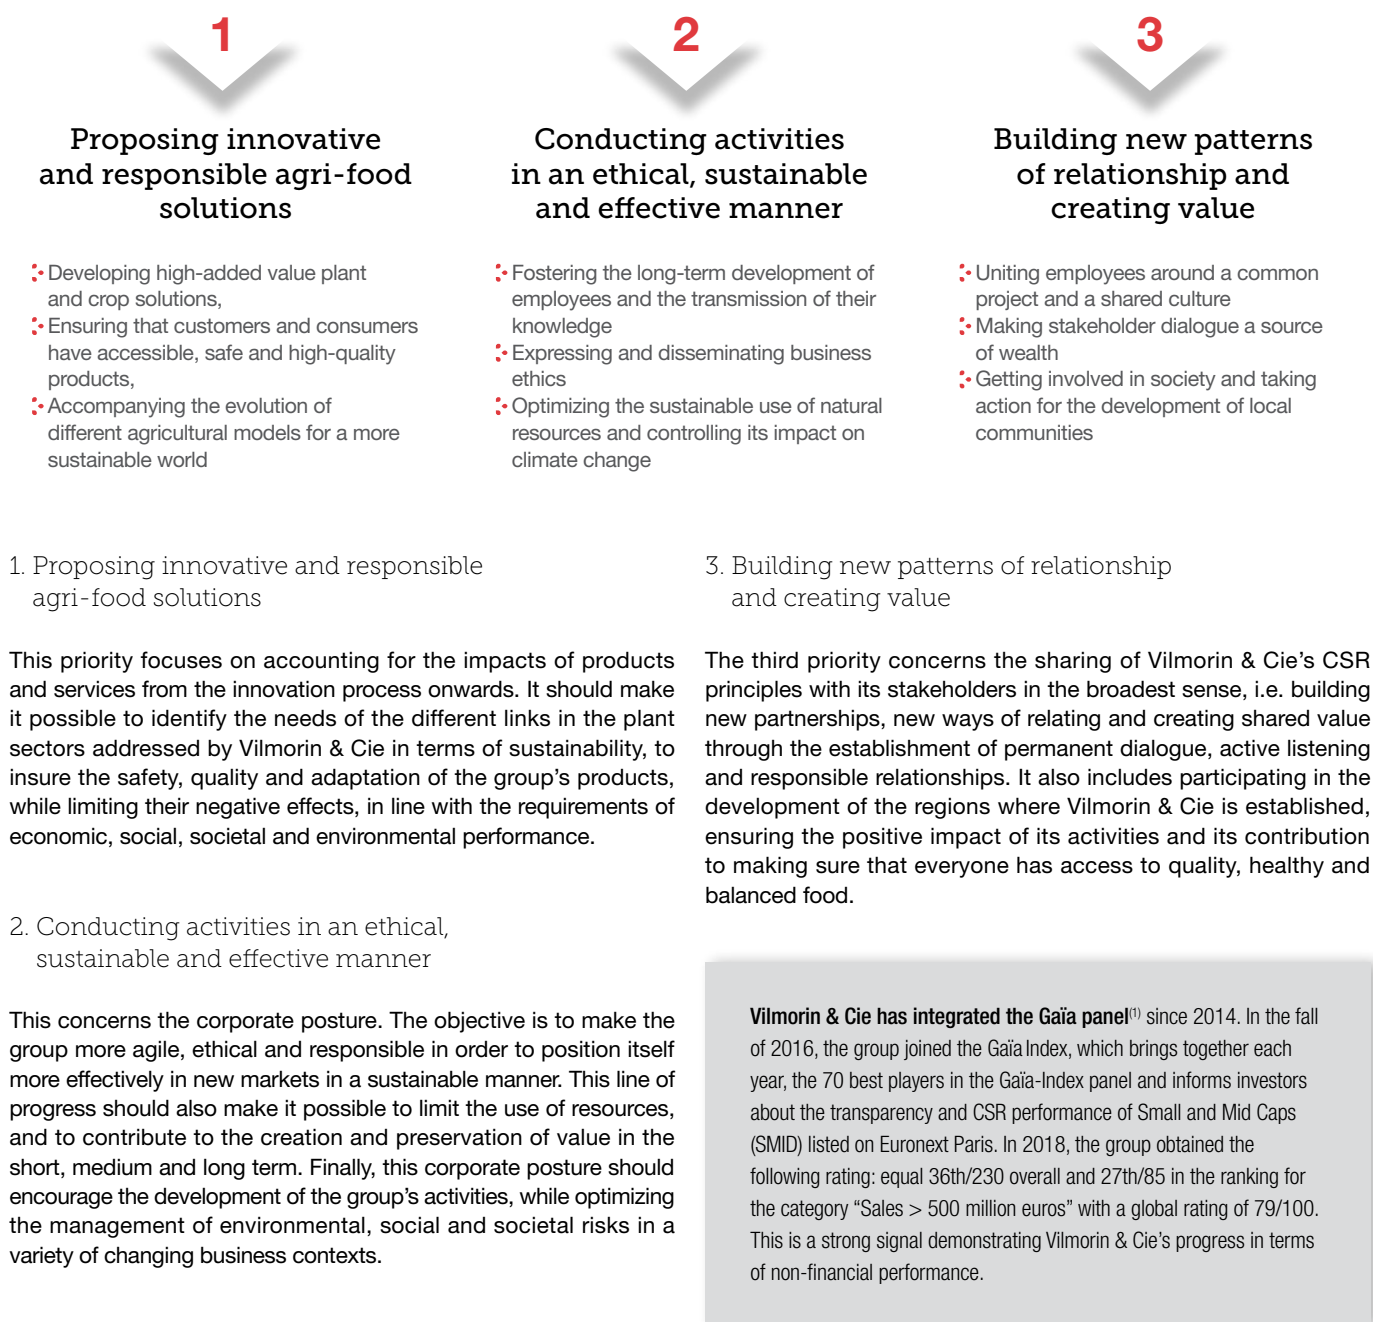 1
Proposing innovative
and responsible agri-food
solutions
Developing high-added value plant
and crop solutions,
Ensuring that customers and consumers
have accessible, safe and high-quality
products,
Accompanying the evolution of
different agricultural models for a more
sustainable world
2
Conducting activities
in an ethical, sustainable
and effective manner
Fostering the long-term development of
employees and the transmission of their
knowledge
Expressing and disseminating business
ethics
Optimizing the sustainable use of natural
resources and controlling its impact on
climate change
3
Building new patterns
of relationship and
creating value
Uniting employees around a common
project and a shared culture
Making stakeholder dialogue a source
of wealth
Getting involved in society and taking
action for the development of local
communities
1. Proposing innovative and responsible
agri-food solutions
This priority focuses on accounting for the impacts of products
and services from the innovation process onwards. It should make
it possible to identify the needs of the different links in the plant
sectors addressed by Vilmorin & Cie in terms of sustainability, to
insure the safety, quality and adaptation of the group's products,
while limiting their negative effects, in line with the requirements of
economic, social, societal and environmental performance.
2. Conducting activities in an ethical,
sustainable and effective manner
This concerns the corporate posture. The objective is to make the
group more agile, ethical and responsible in order to position itself
more effectively in new markets in a sustainable manner. This line of
progress should also make it possible to limit the use of resources,
and to contribute to the creation and preservation of value in the
short, medium and long term. Finally, this corporate posture should
encourage the development of the group's activities, while optimizing
the management of environmental, social and societal risks in a
variety of changing business contexts.
3. Building new patterns of relationship
and creating value
The third priority concerns the sharing of Vilmorin & Cie's CSR
principles with its stakeholders in the broadest sense, i.e. building
new partnerships, new ways of relating and creating shared value
through the establishment of permanent dialogue, active listening
and responsible relationships. It also includes participating in the
development of the regions where Vilmorin & Cie is established,
ensuring the positive impact of its activities and its contribution
to making sure that everyone has access to quality, healthy and
balanced food.
Vilmorin & Cie has integrated the Gaïa panel(1) since 2014. In the fall
of 2016, the group joined the Gaïa Index, which brings together each
year, the 70 best players in the Gaïa-Index panel and informs investors
about the transparency and CSR performance of Small and Mid Caps
(SMID) listed on Euronext Paris. In 2018, the group obtained the
following rating: equal 36th/230 overall and 27th/85 in the ranking for
the category “Sales > 500 million euros” with a global rating of 79/100.
This is a strong signal demonstrating Vilmorin & Cie's progress in terms
of non-financial performance.